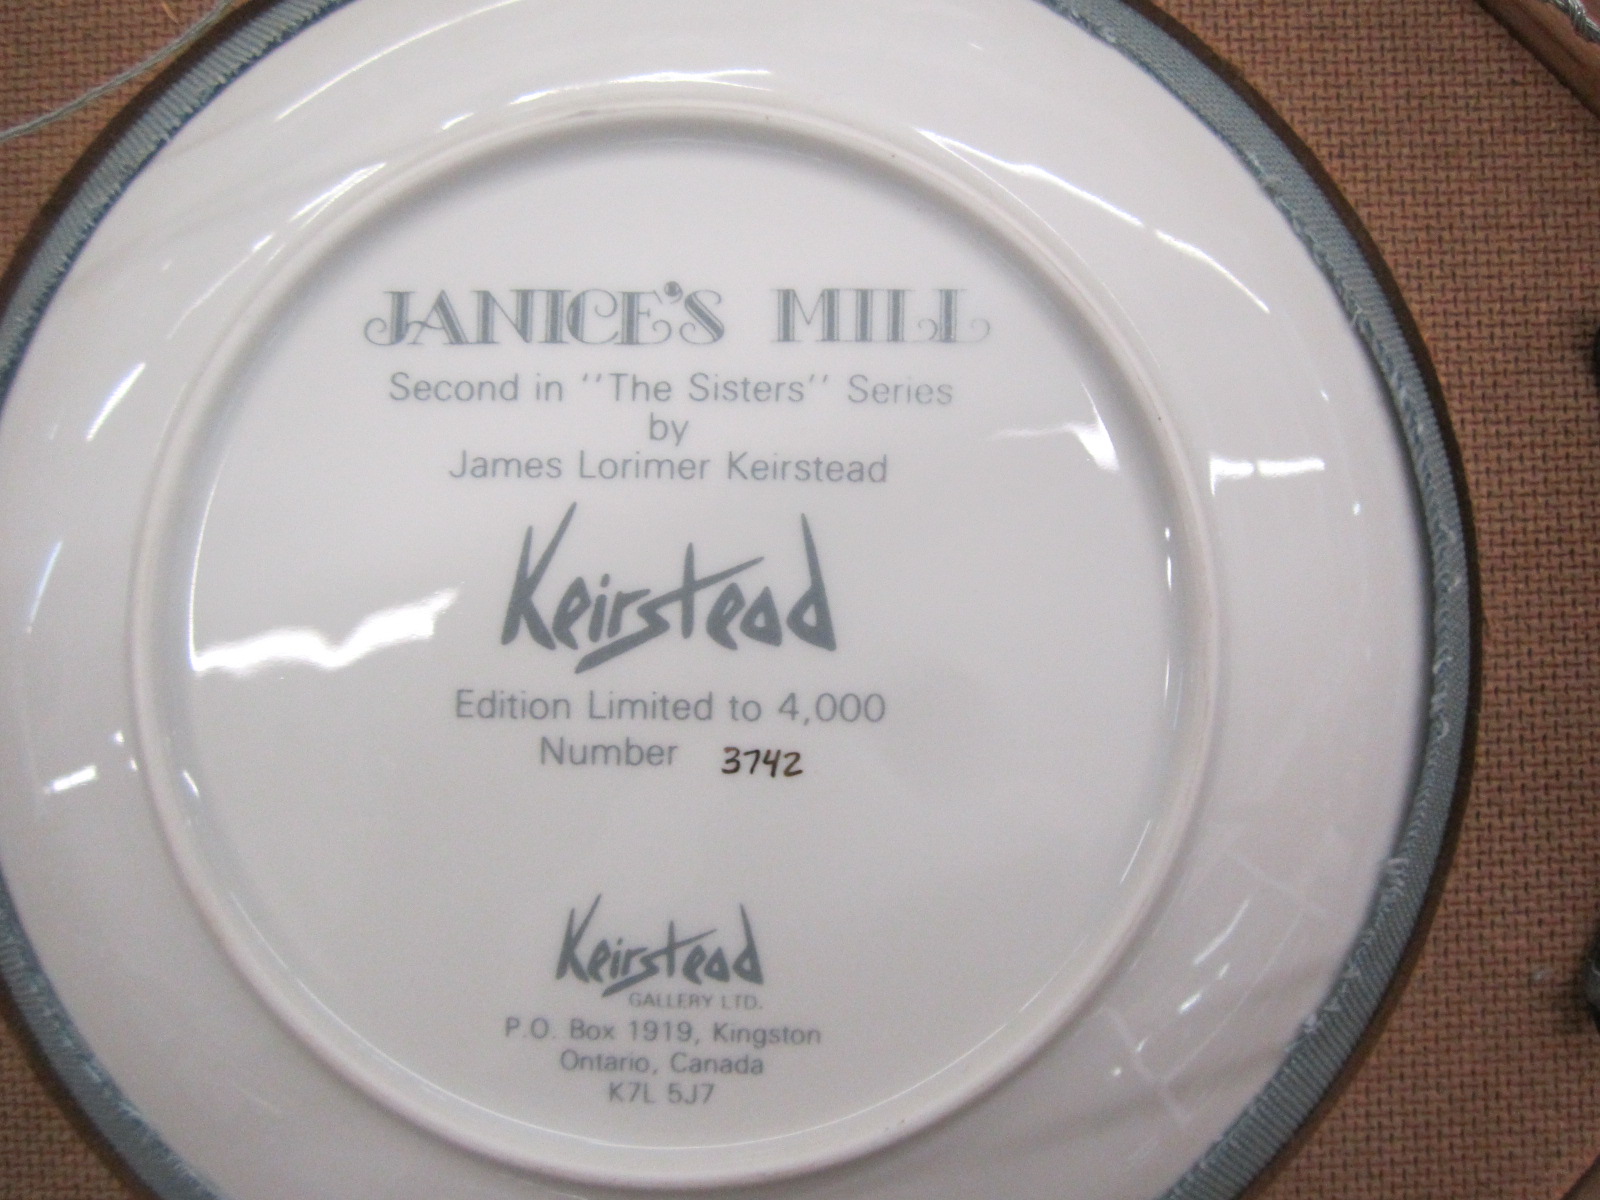 JANICE'S MILL
Second in "The Sisters" Series
by
James Lorimer Keirstead
Keirstead
Edition Limited to 4,000
Number 3742
Keirstead
GALLERY LTD.
P.O. Box 1919, Kingston
Ontario, Canada
K7L 5J7